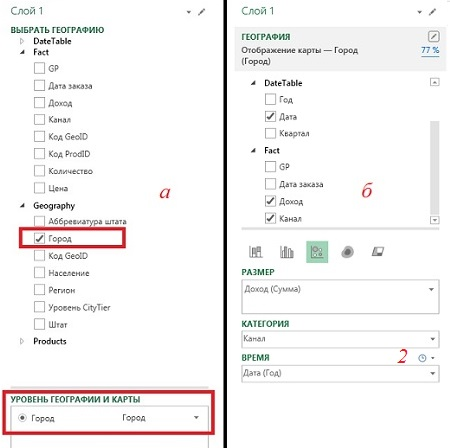 Слой 1
ВЫБРАТЬ ГЕОГРАФИЮ
DateTable
Fact
GP
Дата заказа
Доход
Канал
Код GeoID
Код ProdID
Количество
Цена
а
Geography
Аббревиатура штата
Город
Код GeoID
Население
Регион
Уровень CityTier
Штат
Products
УРОВЕНЬ ГЕОГРАФИИ И КАРТЫ
Город Город
Слой 1
ГЕОГРАФИЯ
Отображение карты — Город 77 %
(Город)
DateTable
Год
Дата
Квартал
Fact
GP
Дата заказа
Доход
Канал
б
РАЗМЕР
Доход (Сумма)
КАТЕГОРИЯ
Канал
ВРЕМЯ
2
Дата (Год)